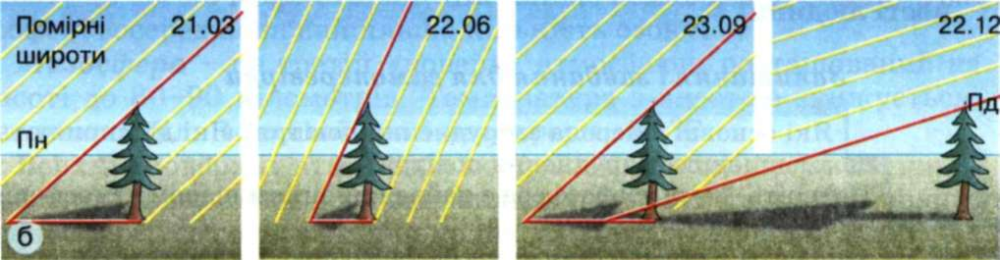 Помірні
широти
21.03
22.06
23.09
22.12
Пн
Пд
б